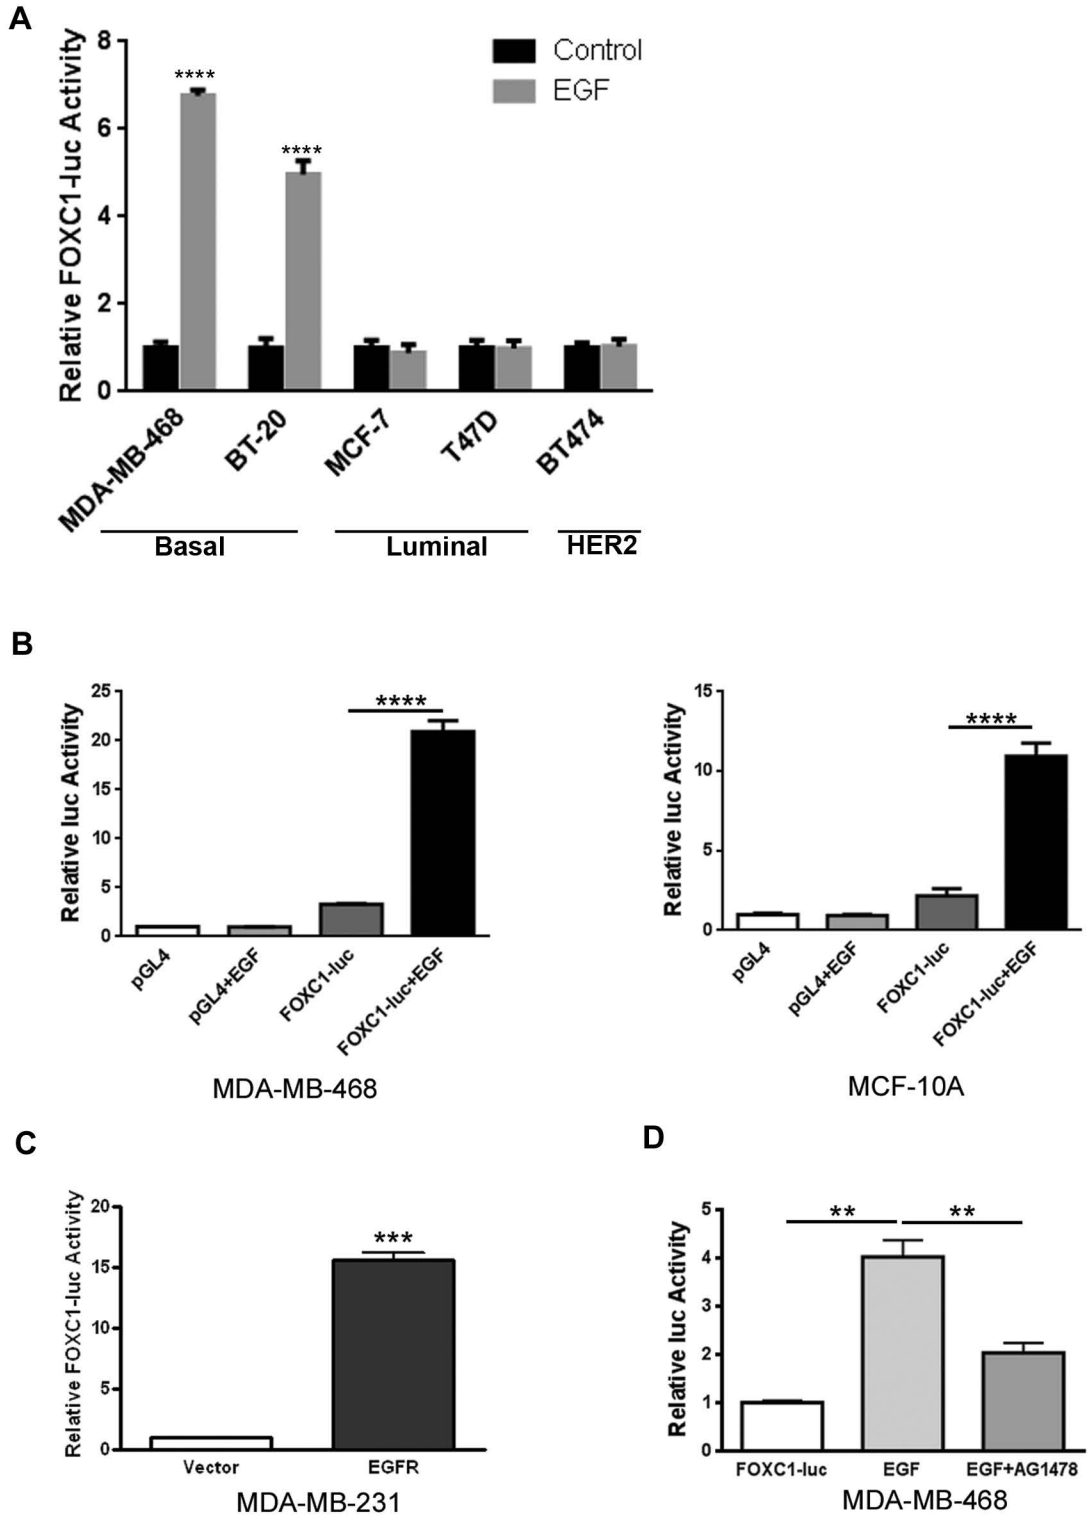 A
Relative FOXC1-luc Activity
8
6
4
2
0
Control
EGF
****
****
MDA-MB-468
BT-20
MCF-7
T47D
BT474
Basal
Luminal
HER2
B
Relative luc Activity
25
20
15
10
5
0
****
pGL4
pGL4+EGF
FOXC1-luc
FOXC1-luc+EGF
MDA-MB-468
Relative luc Activity
15
10
5
0
****
pGL4
pGL4+EGF
FOXC1-luc
FOXC1-luc+EGF
MCF-10A
C
Relative FOXC1-luc Activity
20
15
10
5
0
***
Vector
EGFR
MDA-MB-231
D
Relative luc Activity
5
4
3
2
1
0
**
**
FOXC1-luc
EGF
EGF+AG1478
MDA-MB-468